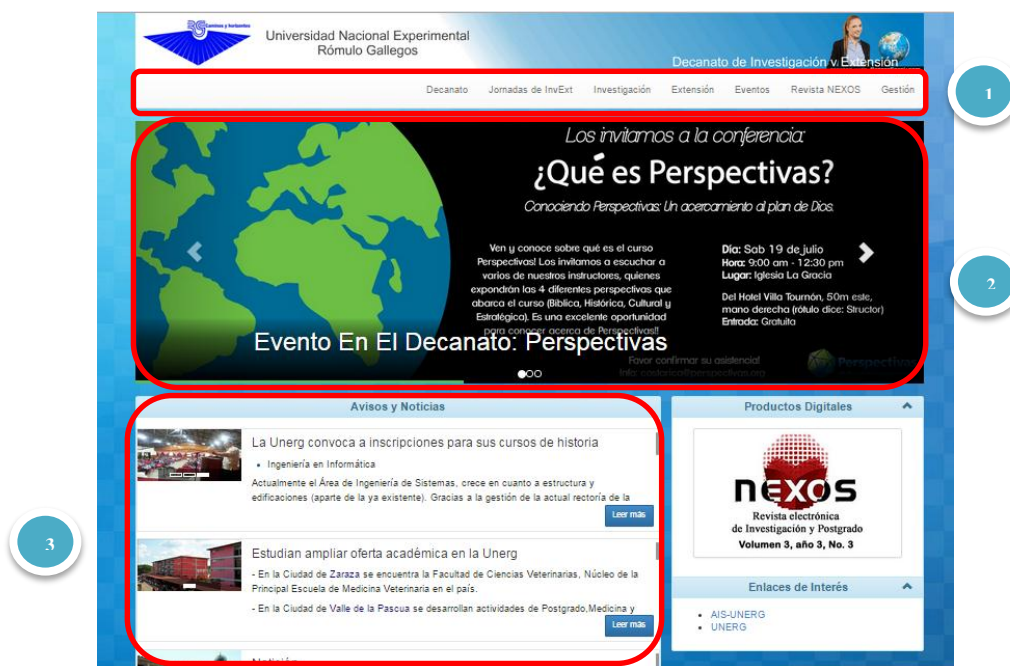 Caminos y horizontes
Universidad Nacional Experimental
Rómulo Gallegos
Decanato de Investigación y Extensión
Decanato Jornadas de InvExt Investigación Extensión Eventos Revista NEXOS Gestión
1
Los invitamos a la conferencia:
¿Qué es Perspectivas?
Conociendo Perspectivas: Un acercamiento al plan de Dios.
Ven y conoce sobre qué es el curso
Perspectivas! Los invitamos a escuchar a
varios de nuestros instructores, quienes
expondrán las 4 diferentes perspectivas que
abarca el curso (Bíblica, Histórica, Cultural y
Estratégica). Es una excelente oportunidad
para conocer acerca de Perspectivas!!
Día: Sab 19 de julio
Hora: 9:00 am - 12:30 pm
Lugar: Iglesia La Gracia
Del Hotel Villa Tournón, 50m este,
mano derecha (rótulo dice: Structor)
Entrada: Gratuita
Evento En El Decanato: Perspectivas
Favor confirmar su asistencia!
Info: costarica@perspectivas.org
Perspectivas
2
Avisos y Noticias
La Unerg convoca a inscripciones para sus cursos de historia
• Ingeniería en Informática
Actualmente el Área de Ingeniería de Sistemas, crece en cuanto a estructura y
edificaciones (aparte de la ya existente). Gracias a la gestión de la actual rectoría de la
Leer más
3
Estudian ampliar oferta académica en la Unerg
- En la Ciudad de Zaraza se encuentra la Facultad de Ciencias Veterinarias, Núcleo de la
Principal Escuela de Medicina Veterinaria en el país.
- En la Ciudad de Valle de la Pascua se desarrollan actividades de Postgrado,Medicina y
Leer más
Productos Digitales
nexos
Revista electrónica
de Investigación y Postgrado
Volumen 3, año 3, No. 3
Enlaces de Interés
• AIS-UNERG
• UNERG